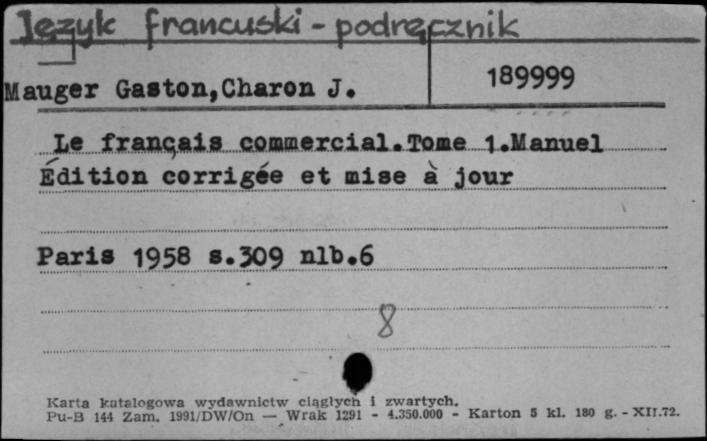 Język francuski - podręcznik
Mauger Gaston,Charon J.
189999
Le français commercial.Tome 1.Manuel
Édition corrigée et mise à jour
Paris 1958 s.309 nlb.6
8
Karta katalogowa wydawnictw ciągłych i zwartych.
Pu-B 144 Zam. 1991/DW/On — Wrak 1291 - 4.350.000 - Karton 5 kl. 180 g. - XII.72.